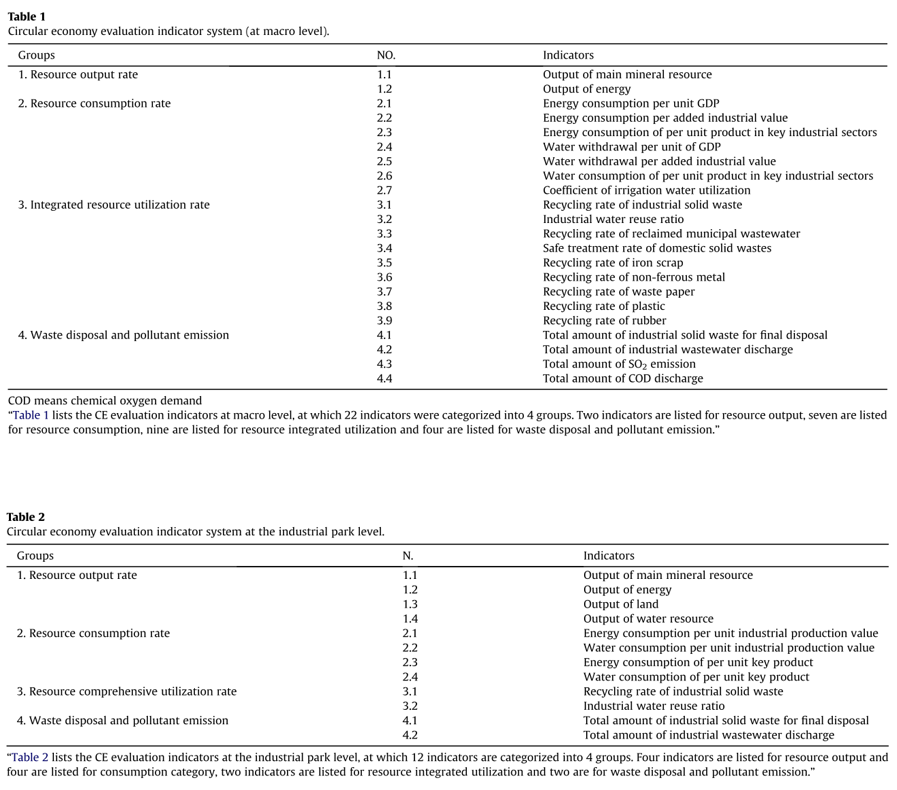 Table 1
Circular economy evaluation indicator system (at macro level).
Groups NO. Indicators
1. Resource output rate 1.1 Output of main mineral resource
1.2 Output of energy
2. Resource consumption rate 2.1 Energy consumption per unit GDP
2.2 Energy consumption per added industrial value
2.3 Energy consumption of per unit product in key industrial sectors
2.4 Water withdrawal per unit of GDP
2.5 Water withdrawal per added industrial value
2.6 Water consumption of per unit product in key industrial sectors
2.7 Coefficient of irrigation water utilization
3. Integrated resource utilization rate 3.1 Recycling rate of industrial solid waste
3.2 Industrial water reuse ratio
3.3 Recycling rate of reclaimed municipal wastewater
3.4 Safe treatment rate of domestic solid wastes
3.5 Recycling rate of iron scrap
3.6 Recycling rate of non-ferrous metal
3.7 Recycling rate of waste paper
3.8 Recycling rate of plastic
3.9 Recycling rate of rubber
4. Waste disposal and pollutant emission 4.1 Total amount of industrial solid waste for final disposal
4.2 Total amount of industrial wastewater discharge
4.3 Total amount of SO₂ emission
4.4 Total amount of COD discharge
COD means chemical oxygen demand
“Table 1 lists the CE evaluation indicators at macro level, at which 22 indicators were categorized into 4 groups. Two indicators are listed for resource output, seven are listed
for resource consumption, nine are listed for resource integrated utilization and four are listed for waste disposal and pollutant emission.”
Table 2
Circular economy evaluation indicator system at the industrial park level.
Groups N. Indicators
1. Resource output rate 1.1 Output of main mineral resource
1.2 Output of energy
1.3 Output of land
1.4 Output of water resource
2. Resource consumption rate 2.1 Energy consumption per unit industrial production value
2.2 Water consumption per unit industrial production value
2.3 Energy consumption of per unit key product
2.4 Water consumption of per unit key product
3. Resource comprehensive utilization rate 3.1 Recycling rate of industrial solid waste
3.2 Industrial water reuse ratio
4. Waste disposal and pollutant emission 4.1 Total amount of industrial solid waste for final disposal
4.2 Total amount of industrial wastewater discharge
“Table 2 lists the CE evaluation indicators at the industrial park level, at which 12 indicators are categorized into 4 groups. Four indicators are listed for resource output and
four are listed for consumption category, two indicators are listed for resource integrated utilization and two are for waste disposal and pollutant emission.”